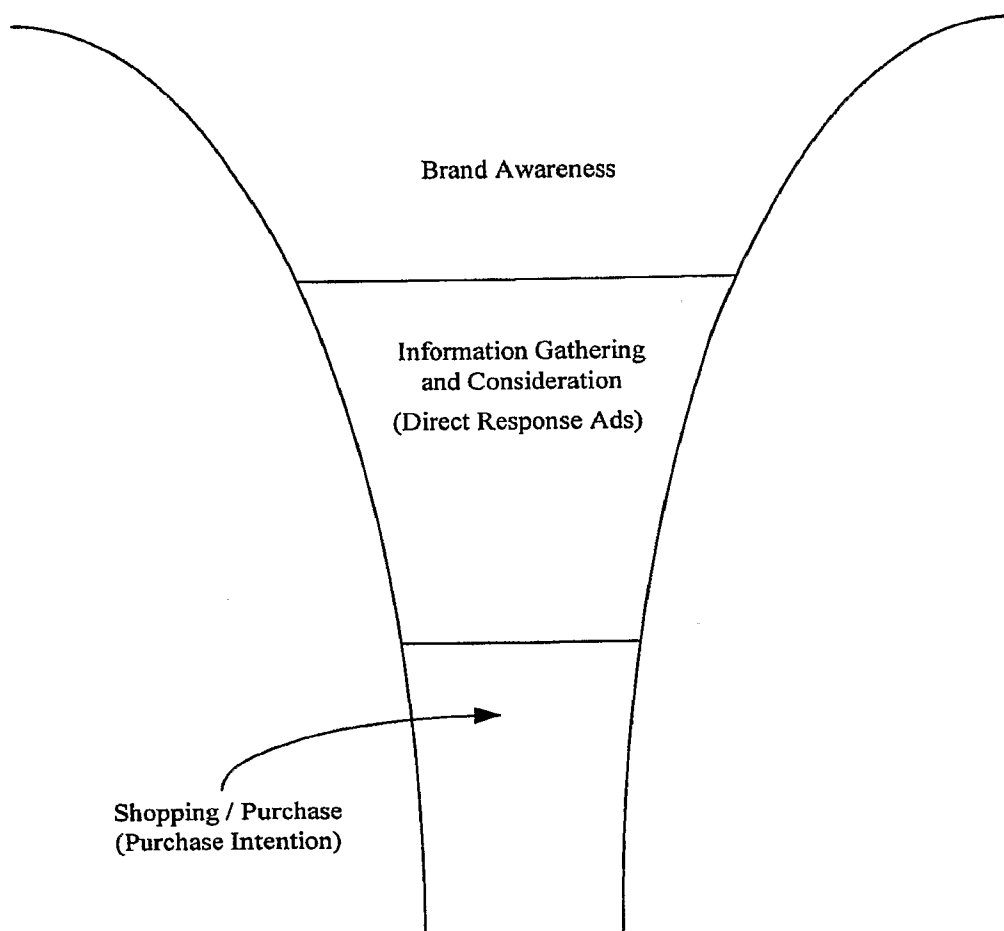 Brand Awareness
Information Gathering
and Consideration
(Direct Response Ads)
Shopping / Purchase
(Purchase Intention)